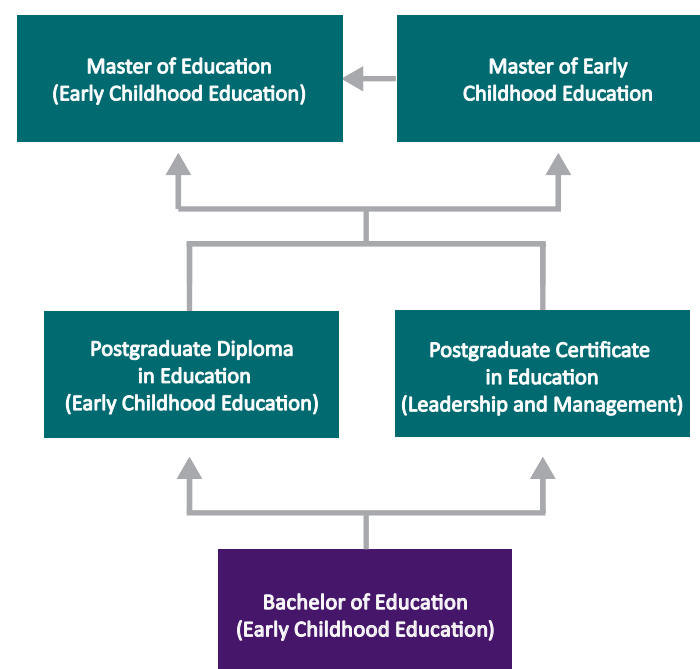 Master of Education
(Early Childhood Education)
Master of Early
Childhood Education
Postgraduate Diploma
in Education
(Early Childhood Education)
Postgraduate Certificate
in Education
(Leadership and Management)
Bachelor of Education
(Early Childhood Education)